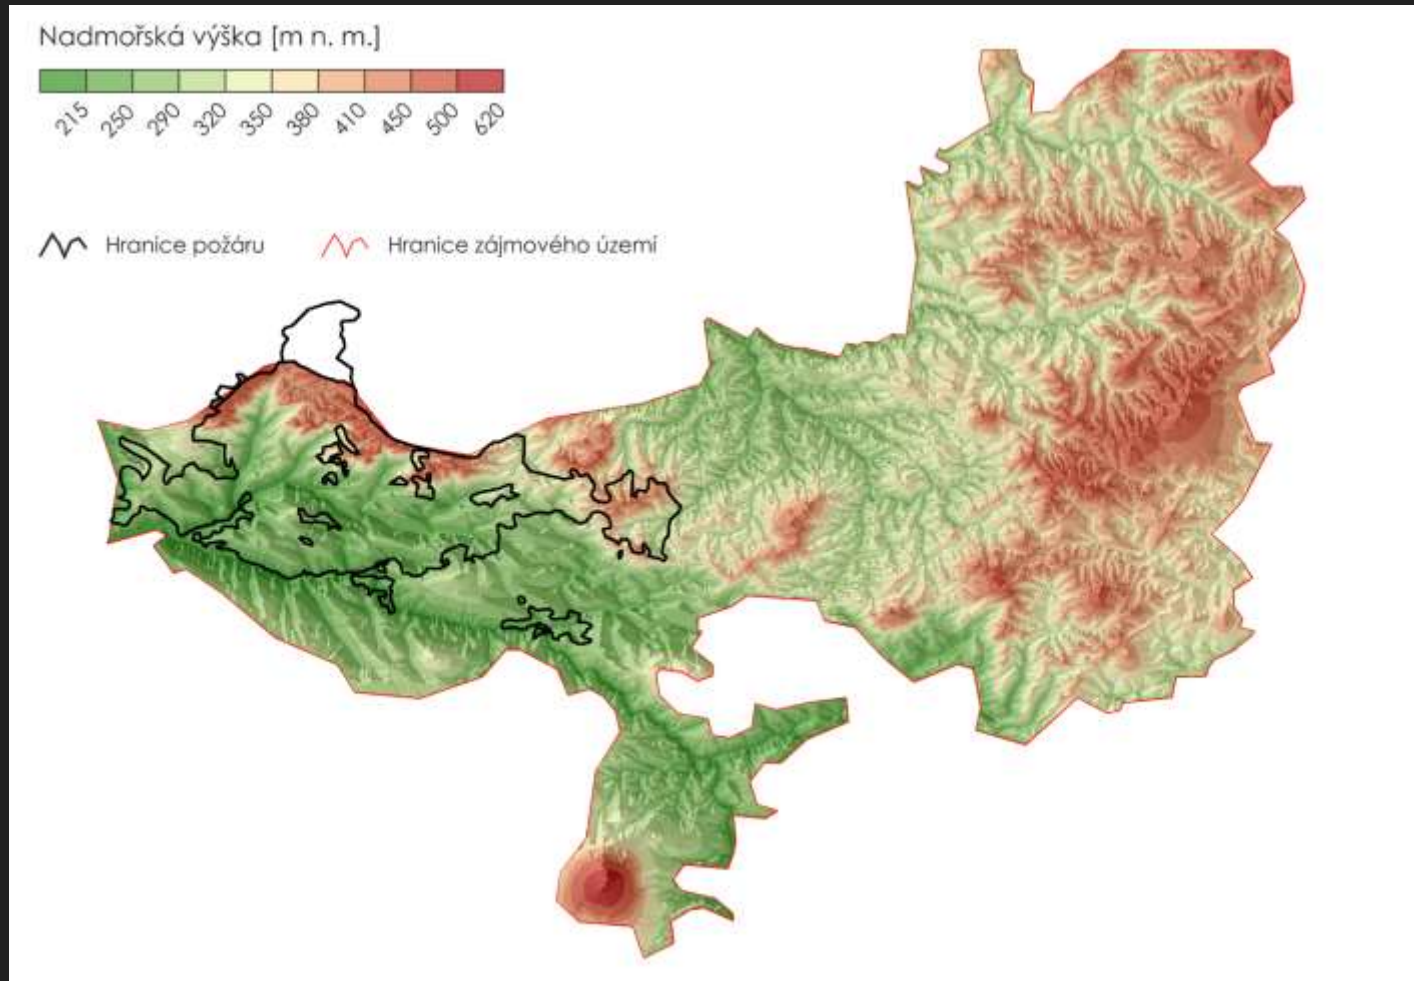 Nadmořská výška [m n. m.]
215 250 290 320 350 380 410 450 500 620
Hranice požáru Hranice zájmového území